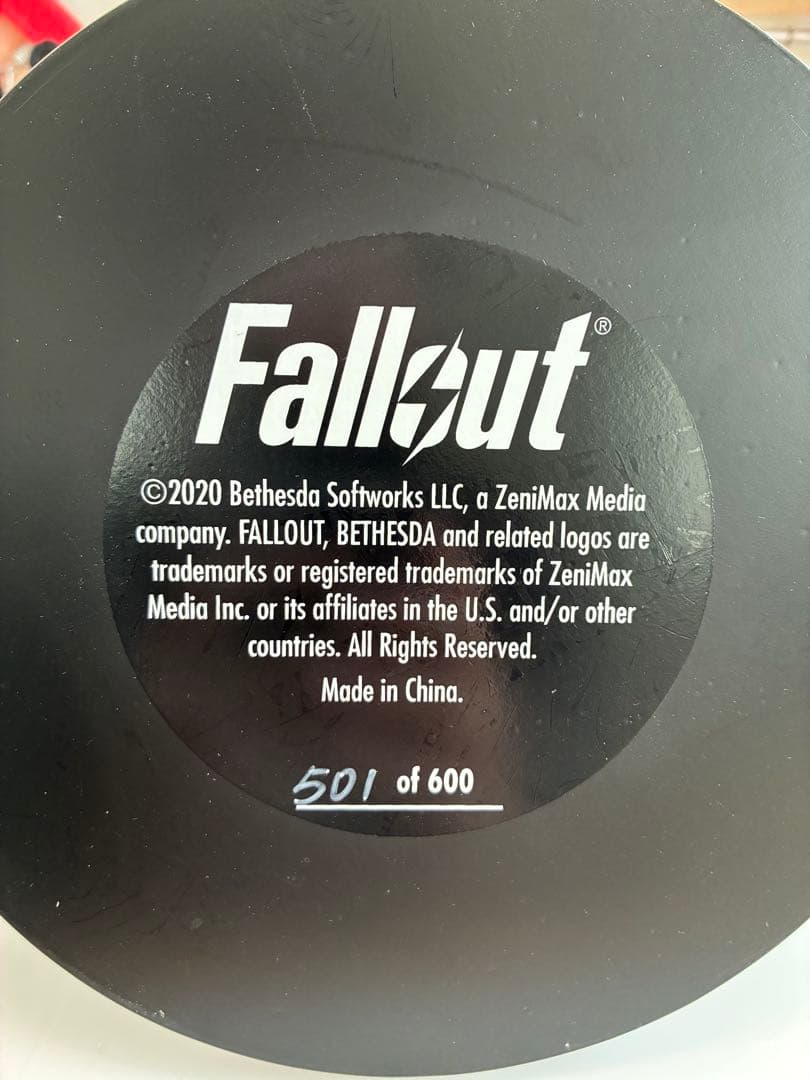 Fallout®
©2020 Bethesda Softworks LLC, a ZeniMax Media
company. FALLOUT, BETHESDA and related logos are
trademarks or registered trademarks of ZeniMax
Media Inc. or its affiliates in the U.S. and/or other
countries. All Rights Reserved.
Made in China.
501 of 600